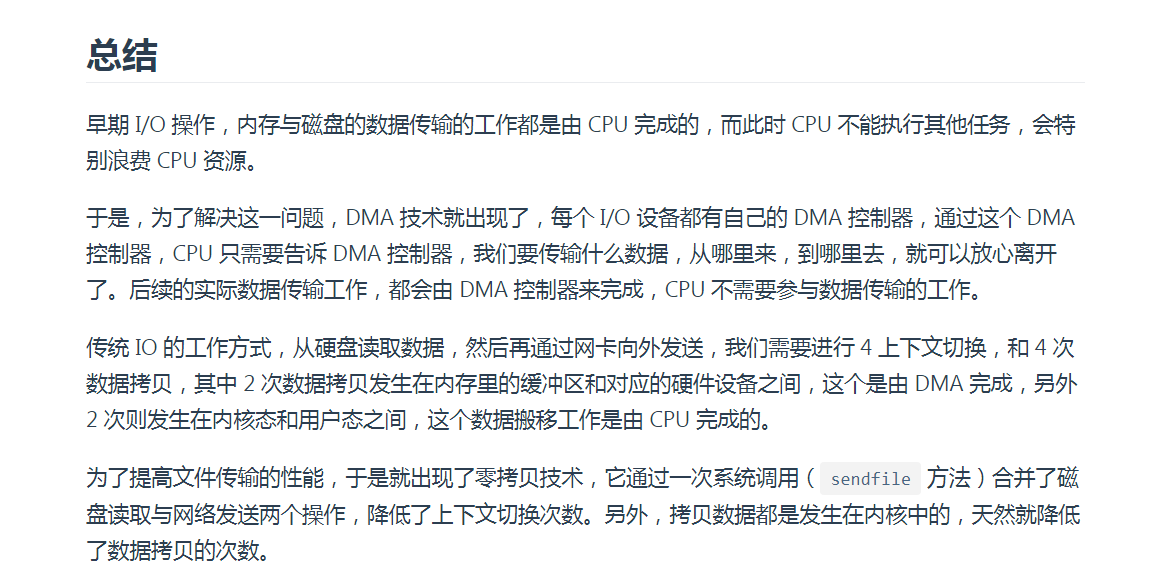 总结
早期 I/O 操作，内存与磁盘的数据传输的工作都是由 CPU 完成的，而此时 CPU 不能执行其他任务，会特
别浪费 CPU 资源。
于是，为了解决这一问题，DMA 技术就出现了，每个 I/O 设备都有自己的 DMA 控制器，通过这个 DMA
控制器，CPU 只需要告诉 DMA 控制器，我们要传输什么数据，从哪里来，到哪里去，就可以放心离开
了。后续的实际数据传输工作，都会由 DMA 控制器来完成，CPU 不需要参与数据传输的工作。
传统 IO 的工作方式，从硬盘读取数据，然后再通过网卡向外发送，我们需要进行 4 上下文切换，和 4 次
数据拷贝，其中 2 次数据拷贝发生在内存里的缓冲区和对应的硬件设备之间，这个是由 DMA 完成，另外
2 次则发生在内核态和用户态之间，这个数据搬移工作是由 CPU 完成的。
为了提高文件传输的性能，于是就出现了零拷贝技术，它通过一次系统调用（ sendfile 方法）合并了磁
盘读取与网络发送两个操作，降低了上下文切换次数。另外，拷贝数据都是发生在内核中的，天然就降低
了数据拷贝的次数。